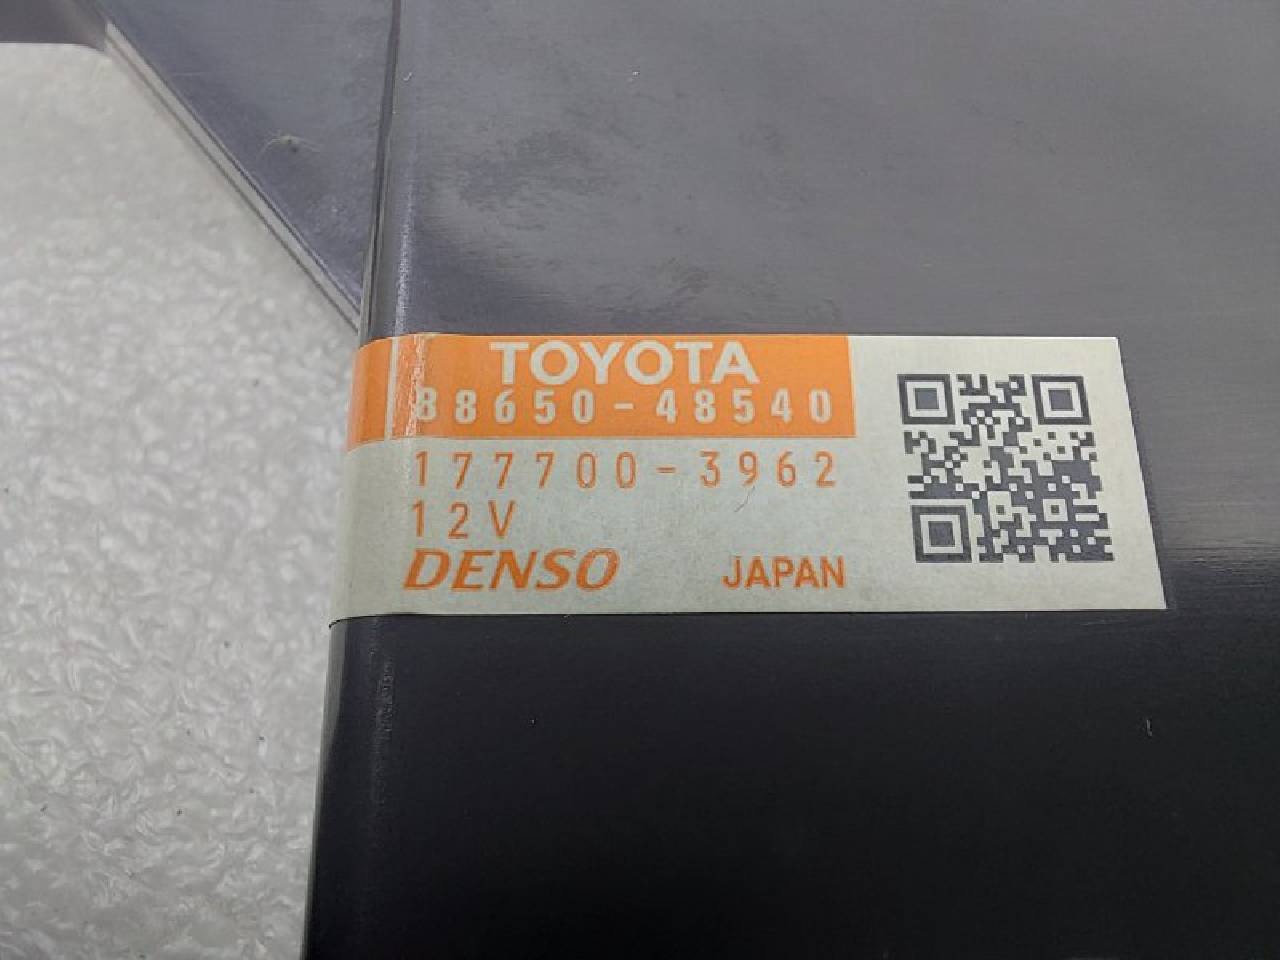 TOYOTA
88650-48540
177700-3962
12V
DENSO JAPAN